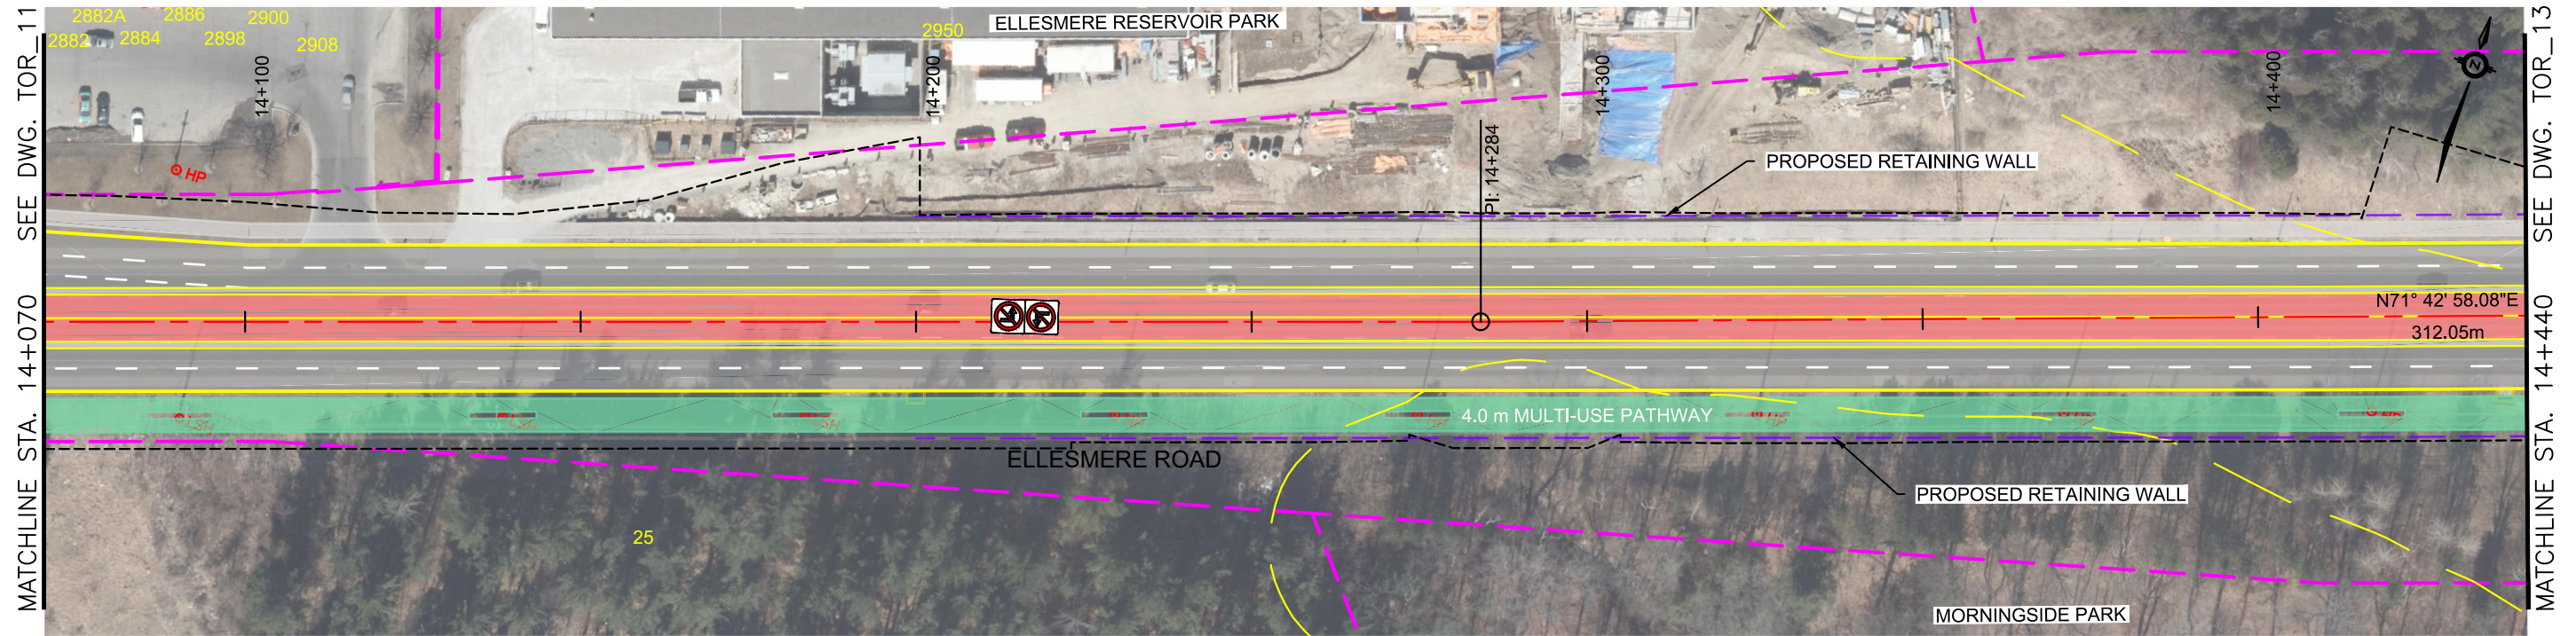 SEE DWG. TOR_11
MATCHLINE STA. 14+070
2882A
2886
2900
2882
2884
2898
2908
2950
ELLESMERE RESERVOIR PARK
14+100
14+200
14+300
14+400
HP
PI: 14+284
PROPOSED RETAINING WALL
N
N71° 42' 58.08"E
312.05m
LSH
LSH
LSH
4.0 m MULTI-USE PATHWAY
ELLESMERE ROAD
PROPOSED RETAINING WALL
25
MORNINGSIDE PARK
SEE DWG. TOR_13
MATCHLINE STA. 14+440